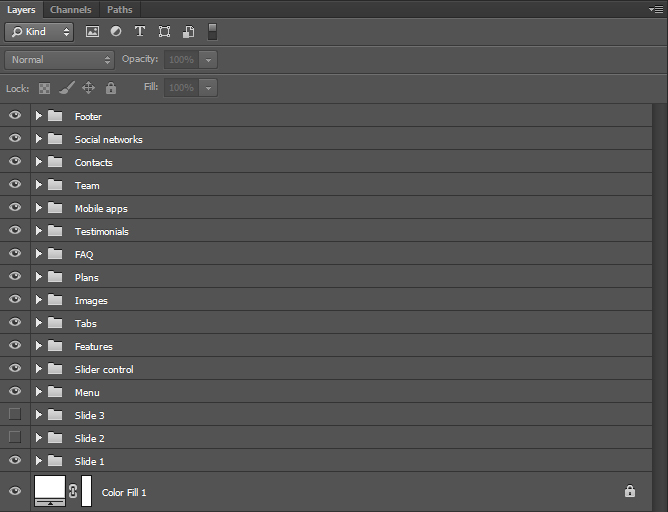 Layers Channels Paths
Kind T
Normal Opacity: 100%
Lock: Fill: 100%
Footer
Social networks
Contacts
Team
Mobile apps
Testimonials
FAQ
Plans
Images
Tabs
Features
Slider control
Menu
Slide 3
Slide 2
Slide 1
Color Fill 1